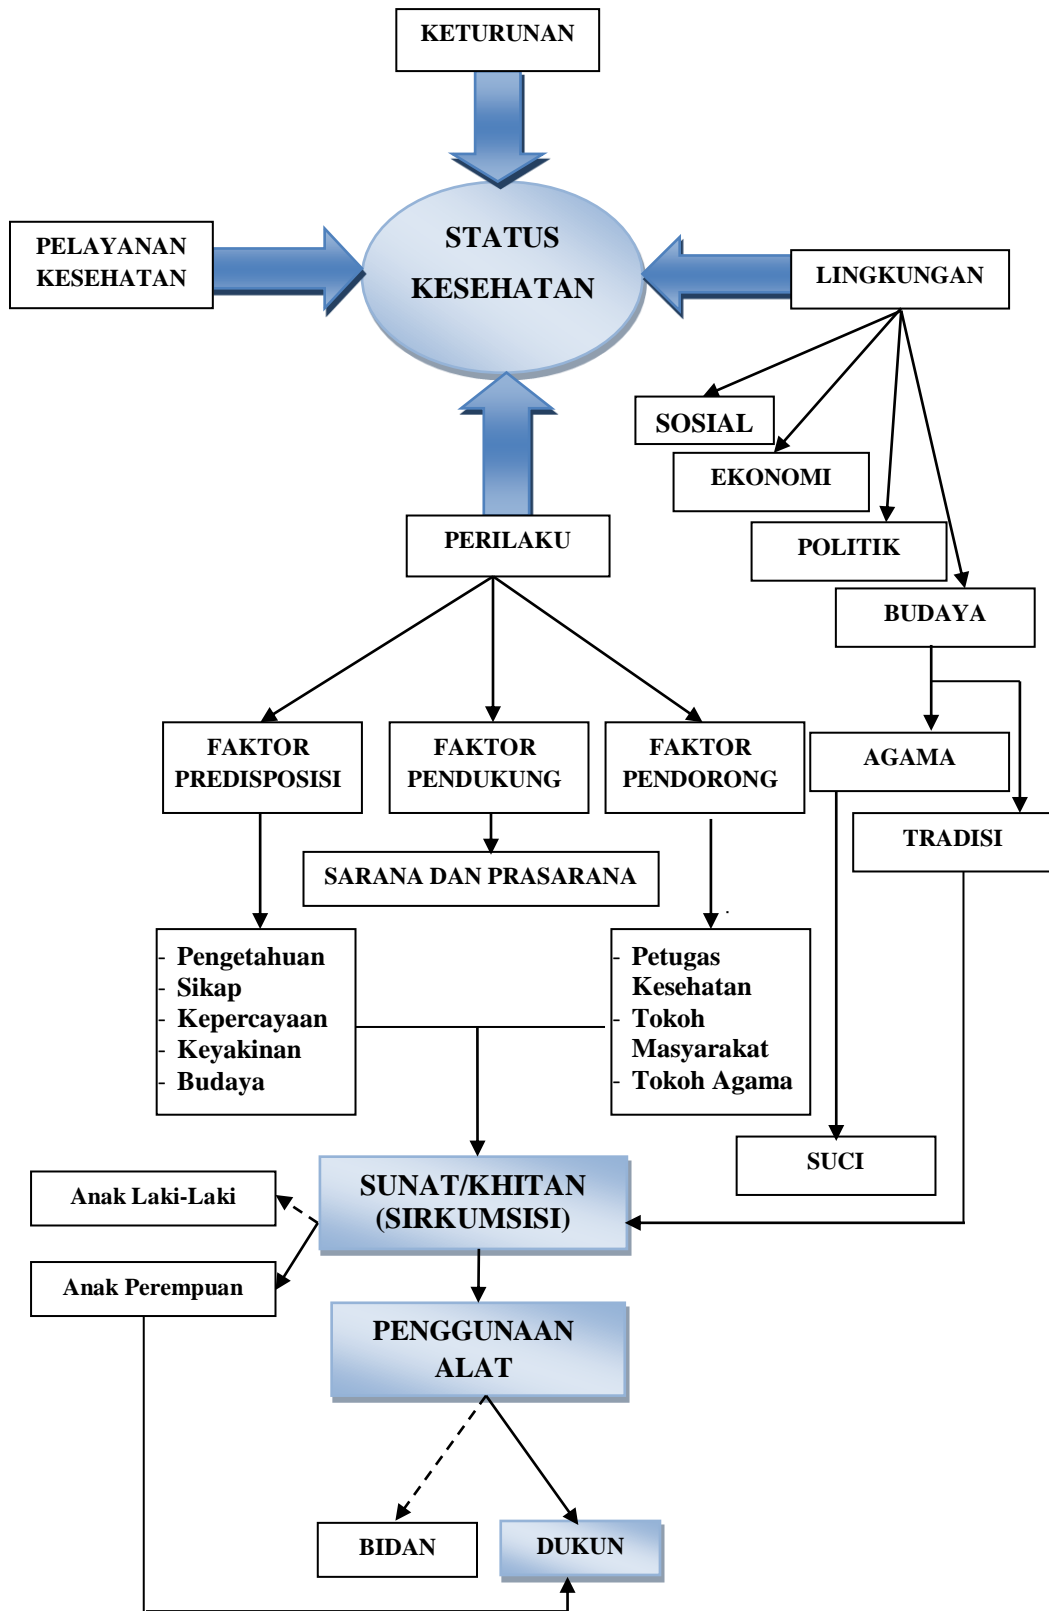 KETURUNAN
PELAYANAN
KESEHATAN
STATUS
KESEHATAN
LINGKUNGAN
SOSIAL
EKONOMI
POLITIK
BUDAYA
PERILAKU
FAKTOR
PREDISPOSISI
FAKTOR
PENDUKUNG
FAKTOR
PENDORONG
AGAMA
TRADISI
SARANA DAN PRASARANA
- Pengetahuan
- Sikap
- Kepercayaan
- Keyakinan
- Budaya
- Petugas
Kesehatan
- Tokoh
Masyarakat
- Tokoh Agama
SUCI
SUNAT/KHITAN
(SIRKUMSISI)
Anak Laki-Laki
Anak Perempuan
PENGGUNAAN
ALAT
BIDAN
DUKUN